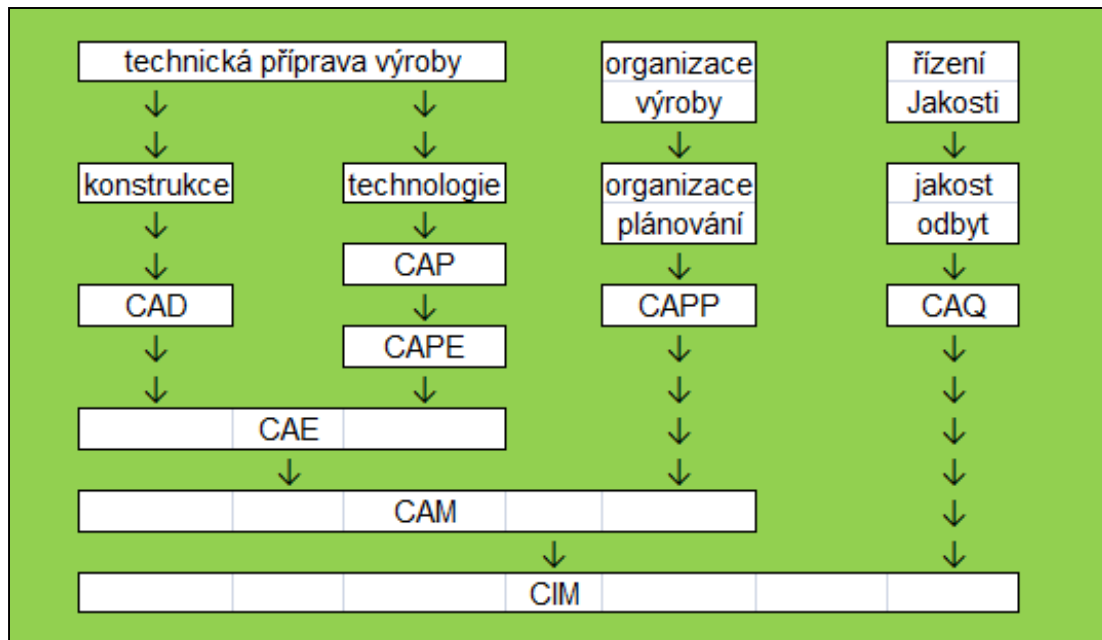 technická příprava výroby
organizace
výroby
řízení
Jakosti
konstrukce
technologie
organizace
plánování
jakost
odbyt
CAP
CAD
CAPP
CAQ
CAPE
CAE
CAM
CIM